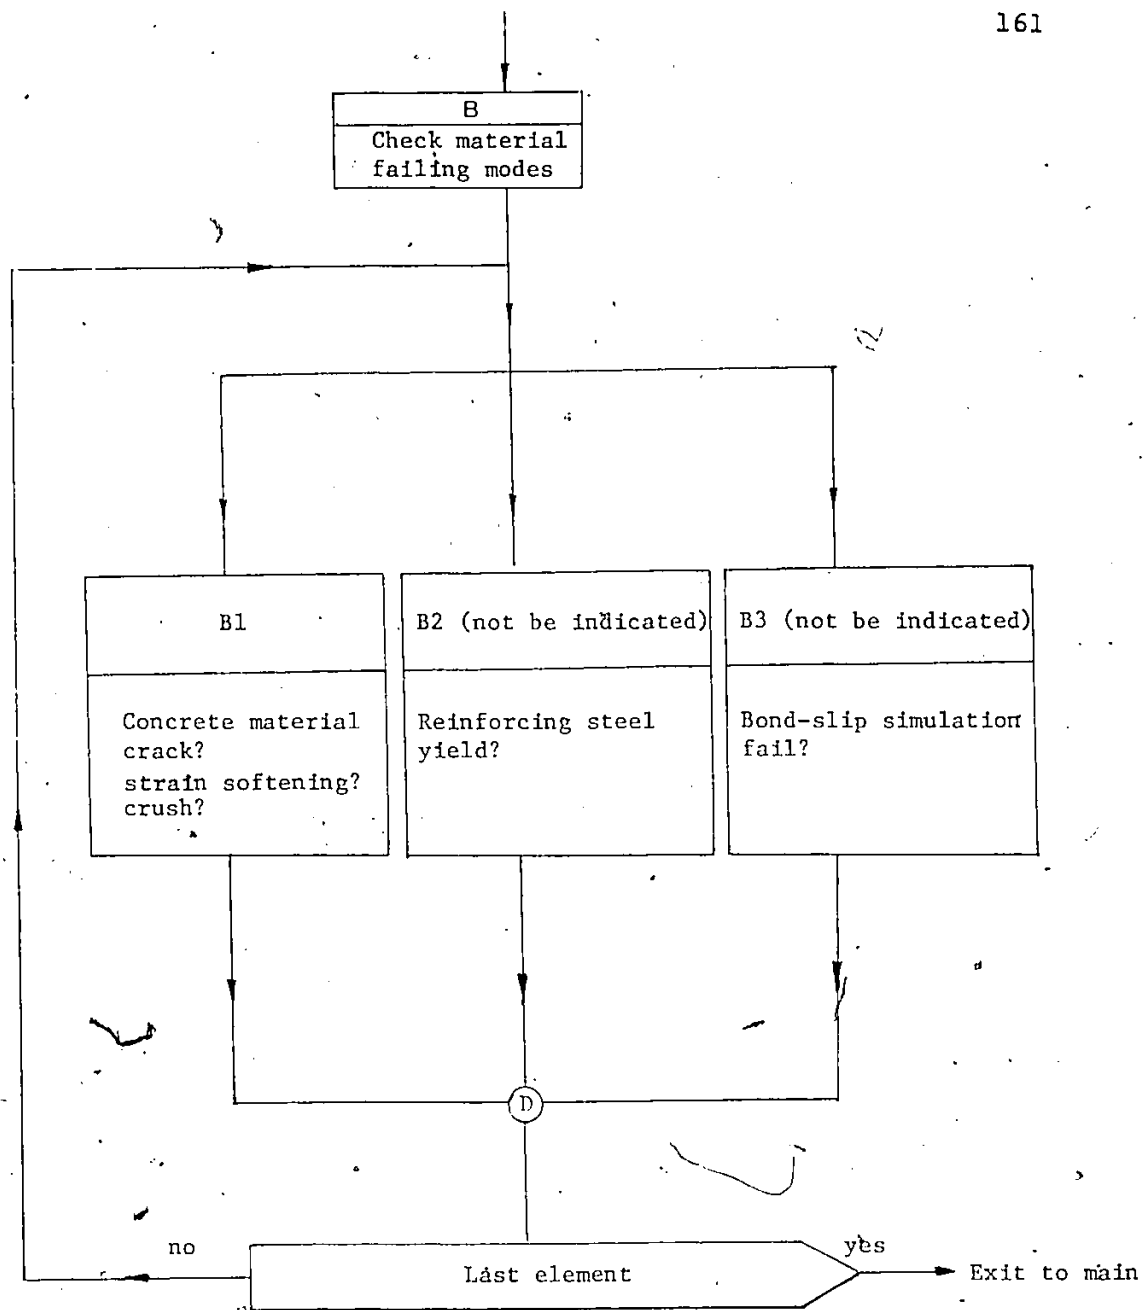 161
B
Check material
failing modes
B1
B2 (not be indicated)
B3 (not be indicated)
Concrete material
crack?
strain softening?
crush?
Reinforcing steel
yield?
Bond-slip simulation
fail?
D
no
yes
Last element
Exit to main